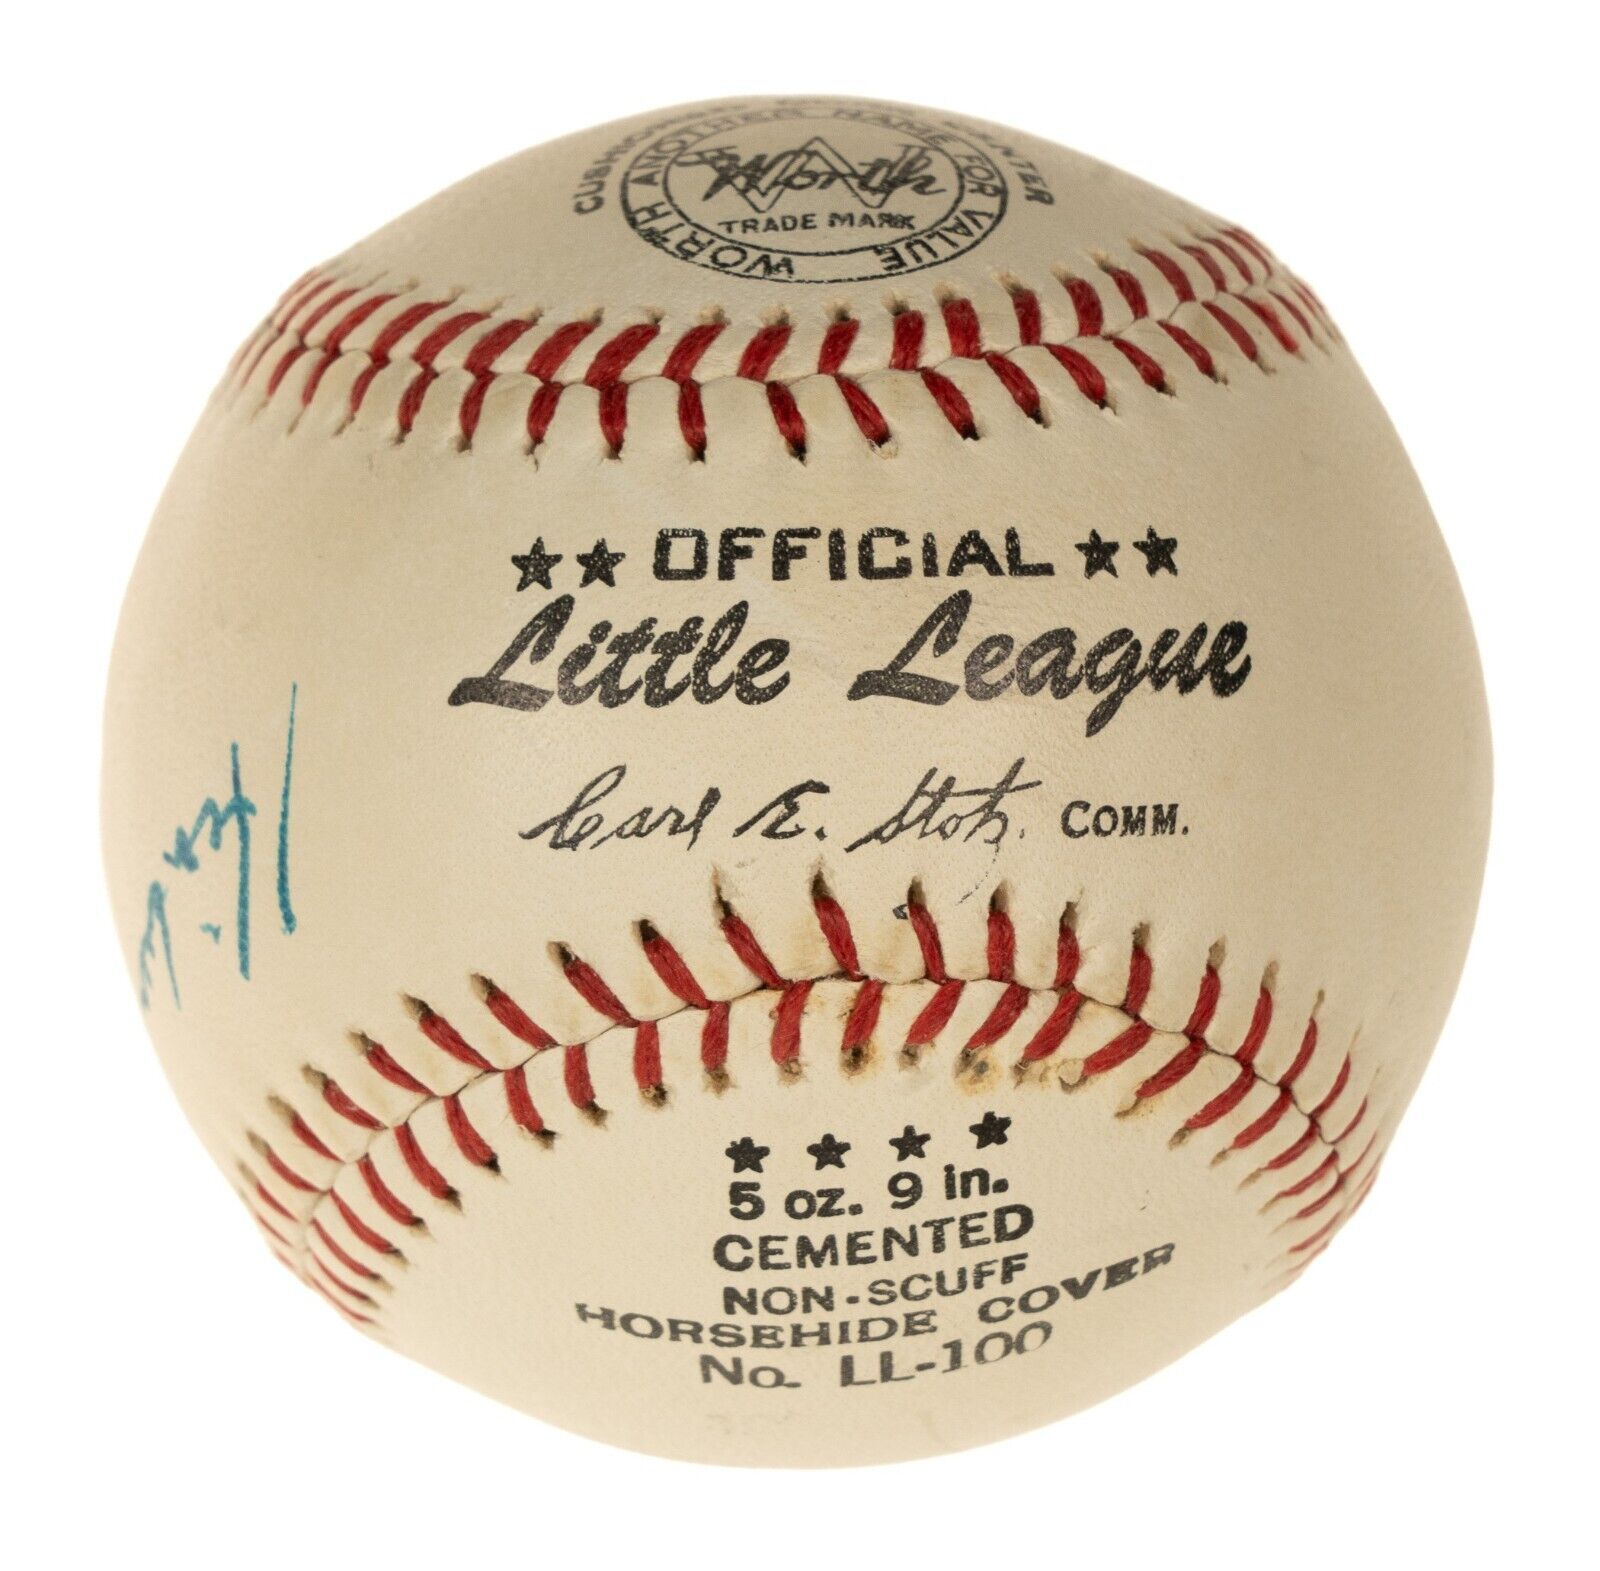 CUSHIONED CORK CENTER
WORTH ANOTHER NAME FOR VALUE
Worth
TRADE MARK
★★ OFFICIAL ★★
Little League
Carl E. Stotz. COMM.
★ ★ ★ ★
5 oz. 9 in.
CEMENTED
NON-SCUFF
HORSEHIDE COVER
No. LL-100